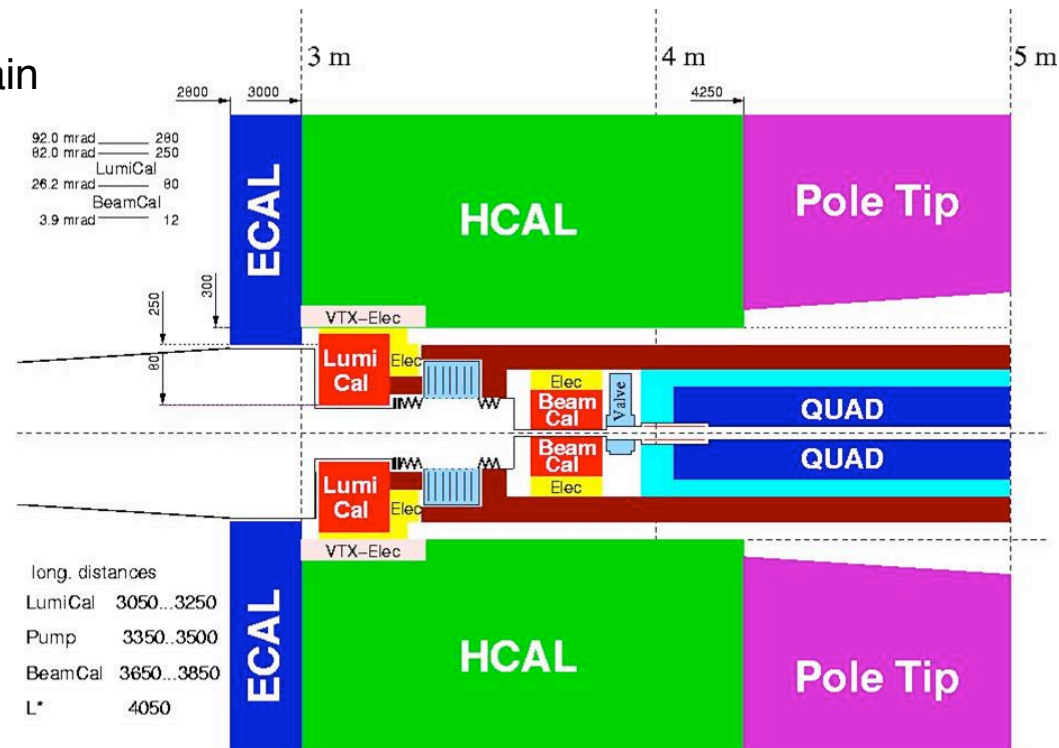 ain
3 m
4 m
5 m
2800
3000
4250
92.0 mrad 280
82.0 mrad 250
LumiCal
26.2 mrad 80
BeamCal
3.9 mrad 12
ECAL
HCAL
Pole Tip
250
300
80
VTX-Elec
Lumi
Cal
Elec
Elec
Beam
Cal
Valve
QUAD
Beam
Cal
QUAD
Elec
Lumi
Cal
Elec
VTX-Elec
long. distances
LumiCal 3050...3250
Pump 3350..3500
BeamCal 3650...3850
L* 4050
ECAL
HCAL
Pole Tip